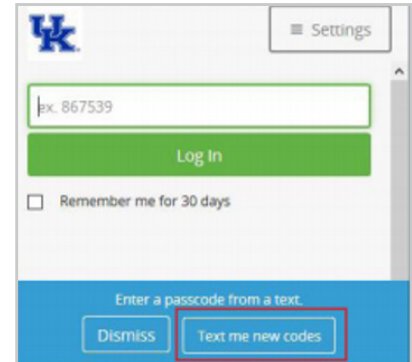 UK
≡ Settings
ex. 867539
Log In
Remember me for 30 days
Enter a passcode from a text.
Dismiss
Text me new codes